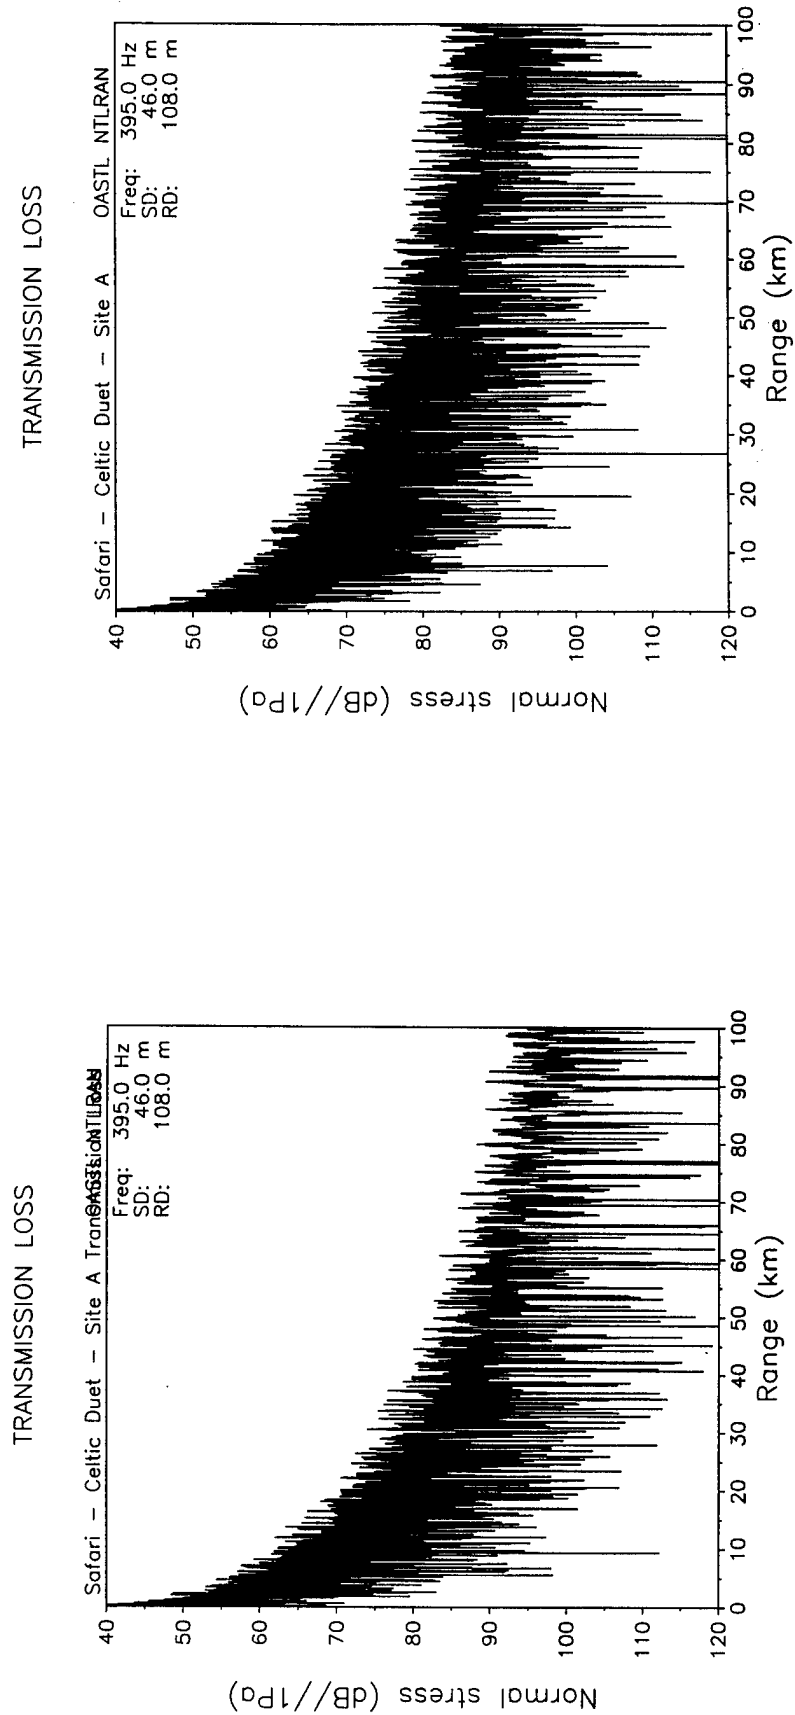 TRANSMISSION LOSS
Safari – Celtic Duet – Site A Transmission Loss
OASTL NTLRAN
Freq: 395.0 Hz
SD: 46.0 m
RD: 108.0 m
Normal stress (dB//1Pa)
40
50
60
70
80
90
100
110
120
0 10 20 30 40 50 60 70 80 90 100
Range (km)
TRANSMISSION LOSS
Safari – Celtic Duet – Site A OASTL NTLRAN
Freq: 395.0 Hz
SD: 46.0 m
RD: 108.0 m
Normal stress (dB//1Pa)
40
50
60
70
80
90
100
110
120
0 10 20 30 40 50 60 70 80 90 100
Range (km)